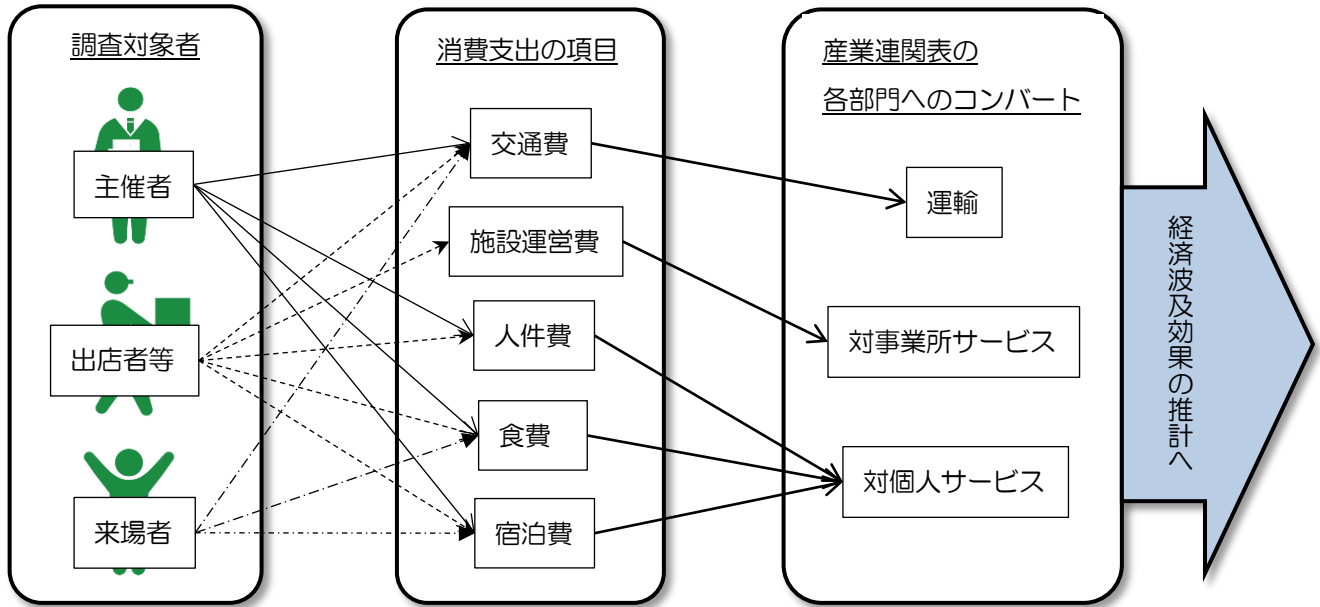 調査対象者
主催者
出店者等
来場者
消費支出の項目
交通費
施設運営費
人件費
食費
宿泊費
産業連関表の
各部門へのコンバート
運輸
対事業所サービス
対個人サービス
経済波及効果の推計へ